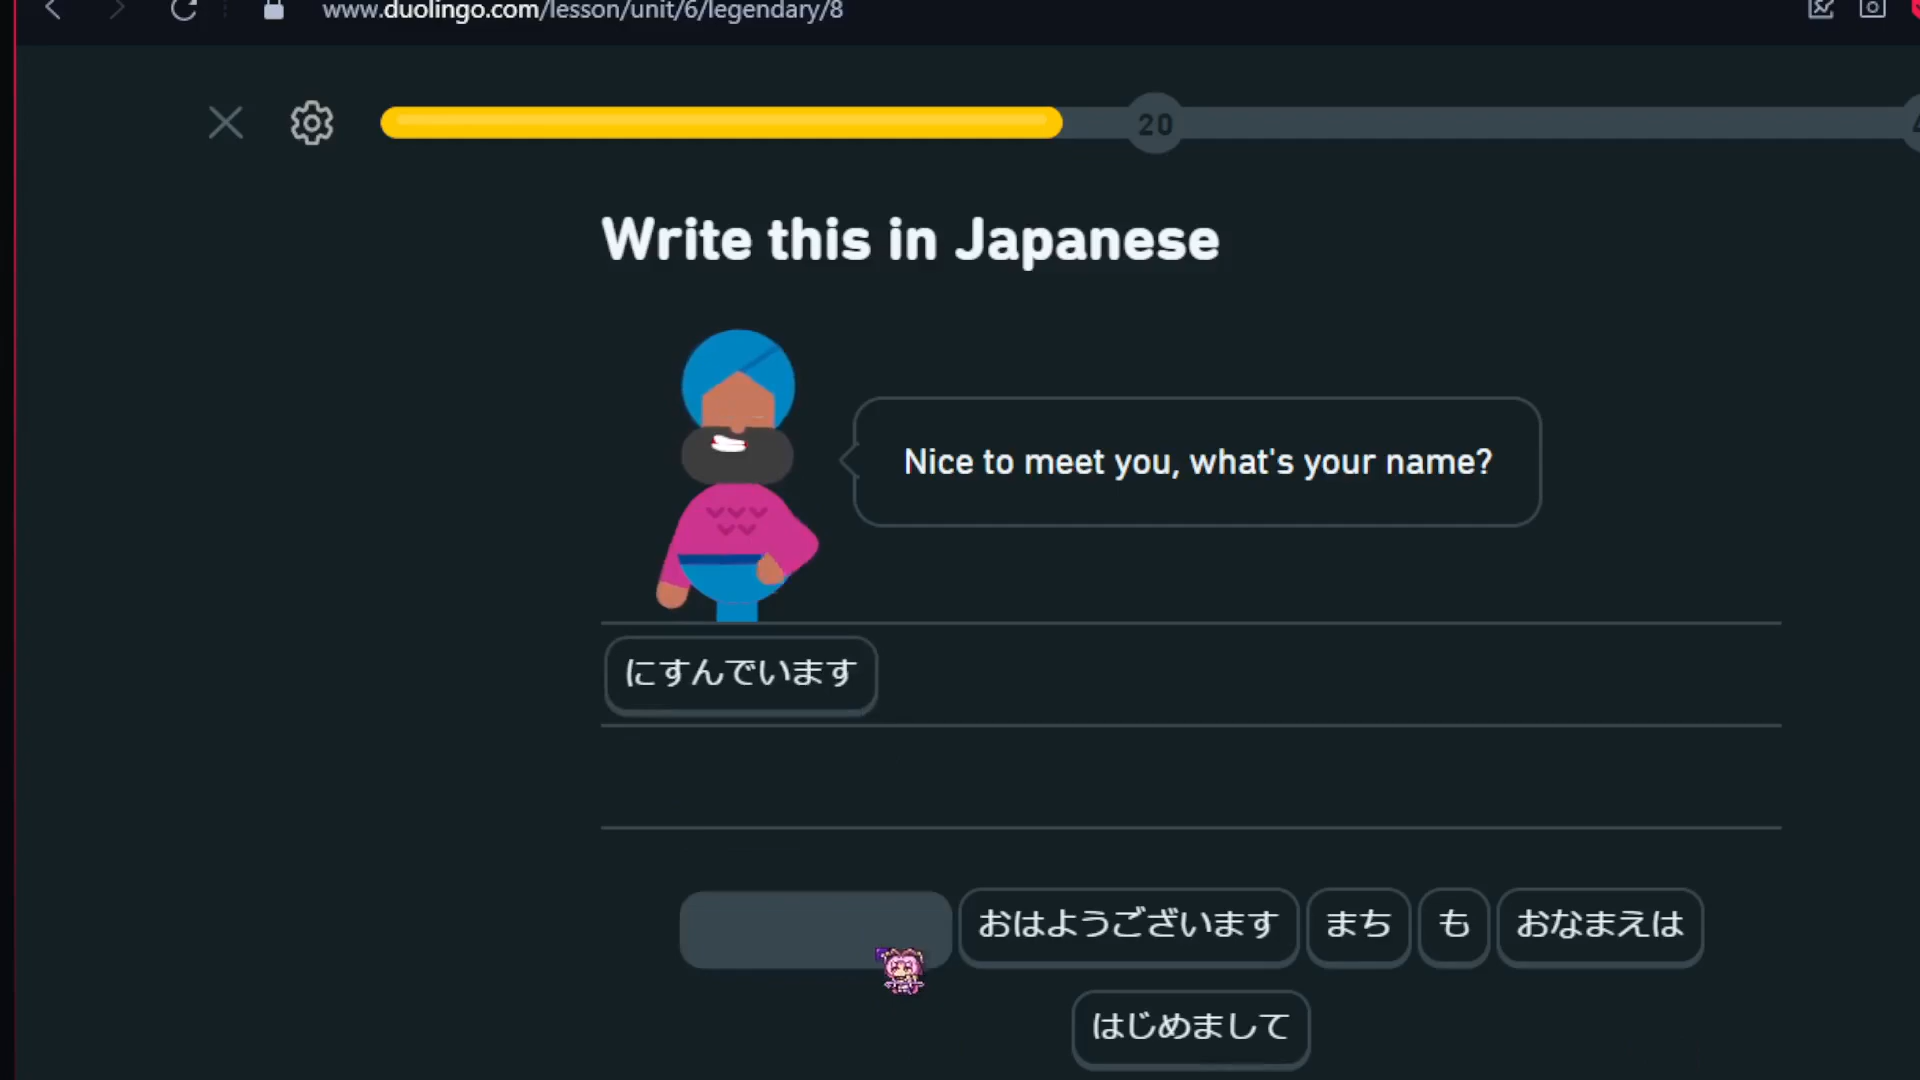 www.duolingo.com/lesson/unit/6/legendary/8
20
Write this in Japanese
Nice to meet you, what's your name?
にすんでいます
おはようございます まち も おなまえは
はじめまして